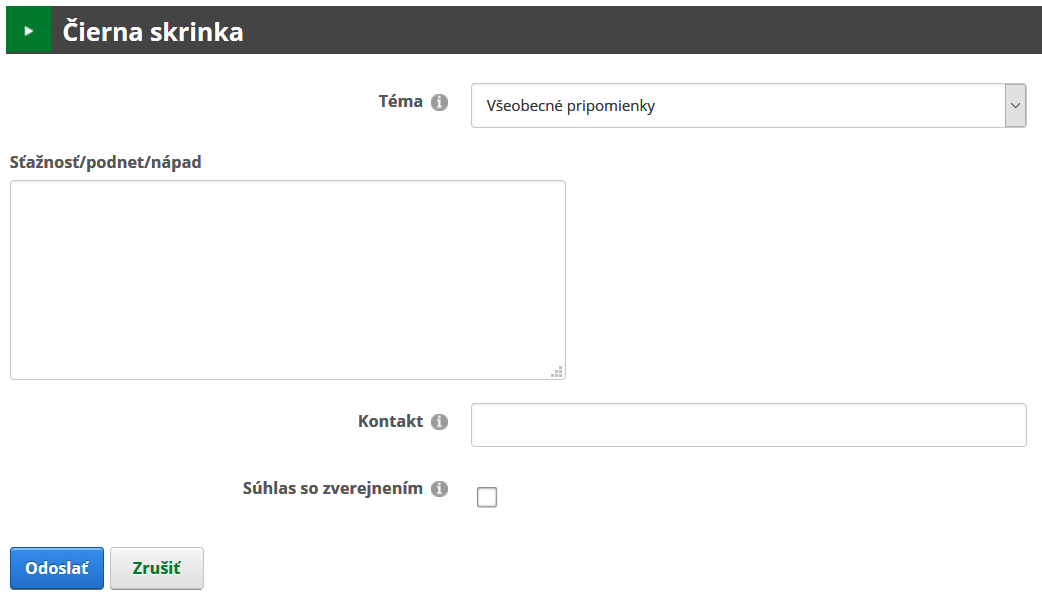 Čierna skrinka
Téma
Všeobecné pripomienky
Sťažnosť/podnet/nápad
Kontakt
Súhlas so zverejnením
Odoslať Zrušiť